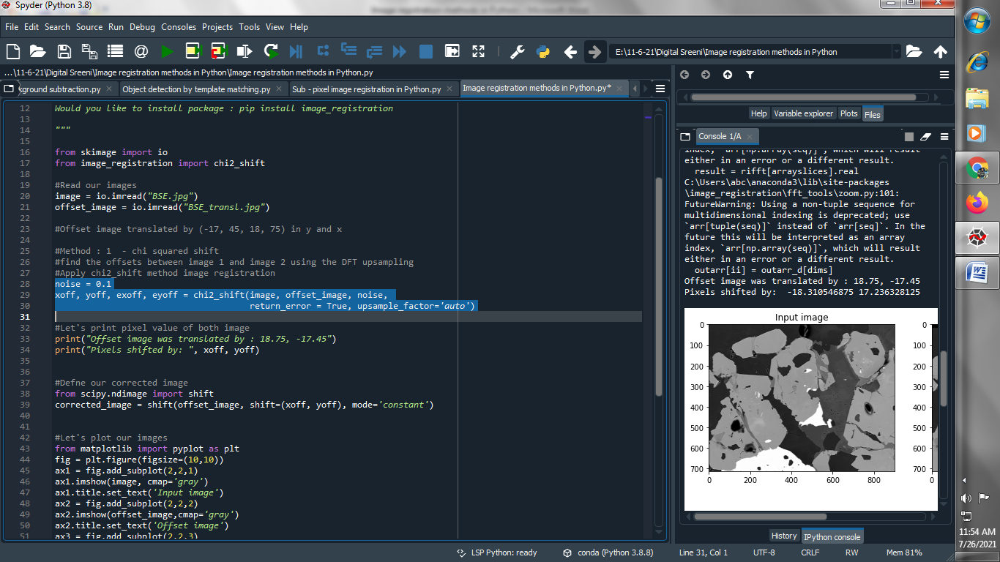 Spyder (Python 3.8)
File Edit Search Source Run Debug Consoles Projects Tools View Help
E:\11-6-21\Digital Sreeni\Image registration methods in Python
...\11-6-21\Digital Sreeni\Image registration methods in Python\Image registration methods in Python.py
kground subtraction.py Object detection by template matching.py Sub - pixel image registration in Python.py Image registration methods in Python.py*
12 Would you like to install package : pip install image_registration
13
14 """
15
16 from skimage import io
17 from image_registration import chi2_shift
18
19 #Read our images
20 image = io.imread("BSE.jpg")
21 offset_image = io.imread("BSE_transl.jpg")
22
23 #Offset image translated by (-17, 45, 18, 75) in y and x
24
25 #Method : 1  - chi squared shift
26 #find the offsets between image 1 and image 2 using the DFT upsampling
27 #Apply chi2_shift method image registration
28 noise = 0.1
29 xoff, yoff, exoff, eyoff = chi2_shift(image, offset_image, noise,
30 return_error = True, upsample_factor='auto')
31
32 #Let's print pixel value of both image
33 print("Offset image was translated by : 18.75, -17.45")
34 print("Pixels shifted by: ", xoff, yoff)
35
36
37 #Defne our corrected image
38 from scipy.ndimage import shift
39 corrected_image = shift(offset_image, shift=(xoff, yoff), mode='constant')
40
41
42 #Let's plot our images
43 from matplotlib import pyplot as plt
44 fig = plt.figure(figsize=(10,10))
45 ax1 = fig.add_subplot(2,2,1)
46 ax1.imshow(image, cmap='gray')
47 ax1.title.set_text('Input image')
48 ax2 = fig.add_subplot(2,2,2)
49 ax2.imshow(offset_image,cmap='gray')
50 ax2.title.set_text('Offset image')
51 ax3 = fig.add_subplot(2,2,3)
Help Variable explorer Plots Files
Console 1/A
index, `arr[np.array(seq)]`, which will result
either in an error or a different result.
result = rifft[arrayslices].real
C:\Users\abc\anaconda3\lib\site-packages
\image_registration\fft_tools\zoom.py:101:
FutureWarning: Using a non-tuple sequence for
multidimensional indexing is deprecated; use
`arr[tuple(seq)]` instead of `arr[seq]`. In the
future this will be interpreted as an array
index, `arr[np.array(seq)]`, which will result
either in an error or a different result.
outarr[ii] = outarr_d[dims]
Offset image was translated by : 18.75, -17.45
Pixels shifted by:  -18.310546875 17.236328125
Input image
0 0
100 100
200 200
300 300
400 400
500 500
600 600
700 700
0 200 400 600 800 0
History IPython console
LSP Python: ready conda (Python 3.8.8) Line 31, Col 1 UTF-8 CRLF RW Mem 81%
11:54 AM
7/26/2021